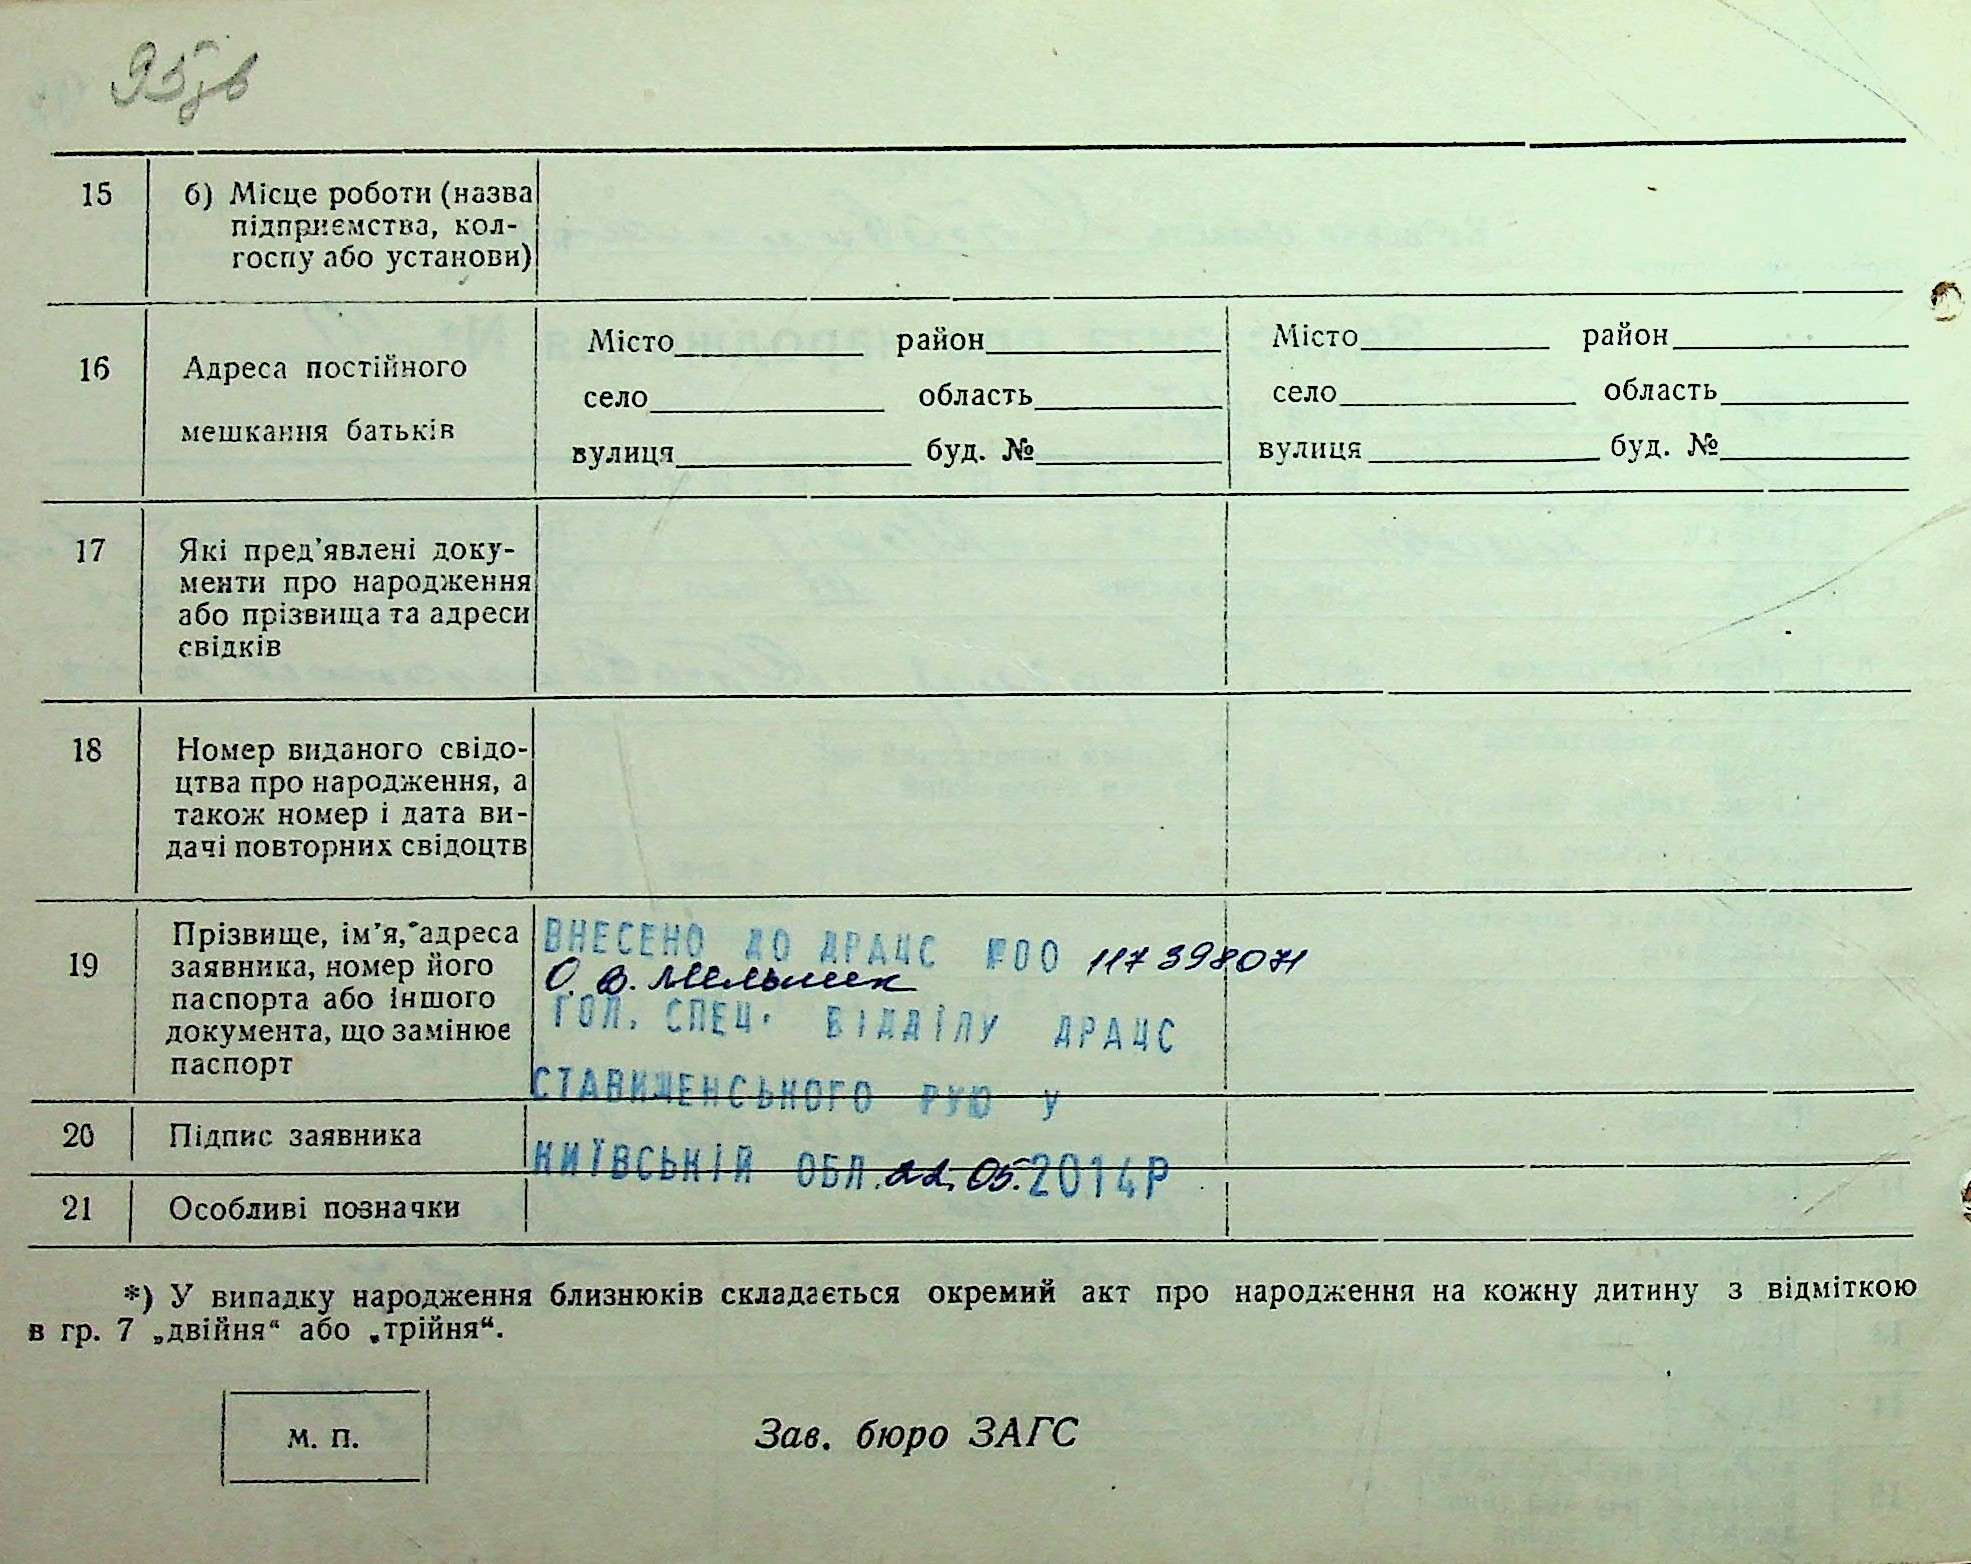 15 б) Місце роботи (назва
підприємства, кол-
госпу або установи)
16 Адреса постійного
мешкання батьків
Місто район Місто район
село область село область
вулиця буд. № вулиця буд. №
17 Які пред'явлені доку-
менти про народження
або прізвища та адреси
свідків
18 Номер виданого свідо-
цтва про народження, а
також номер і дата ви-
дачі повторних свідоцтв
19 Прізвище, ім'я, адреса
заявника, номер його
паспорта або іншого
документа, що замінює
паспорт
ВНЕСЕНО ДО ДРАЦС №00 117398071
О. В. Мельник
ГОЛ. СПЕЦ. ВІДДІЛУ ДРАЦС
СТАВИЩЕНСЬКОГО РУЮ У
КИЇВСЬКІЙ ОБЛ. 22.05.2014Р
20 Підпис заявника
21 Особливі позначки
*) У випадку народження близнюків складається окремий акт про народження на кожну дитину з відміткою
в гр. 7 „двійня“ або „трійня“.
м. п.
Зав. бюро ЗАГС